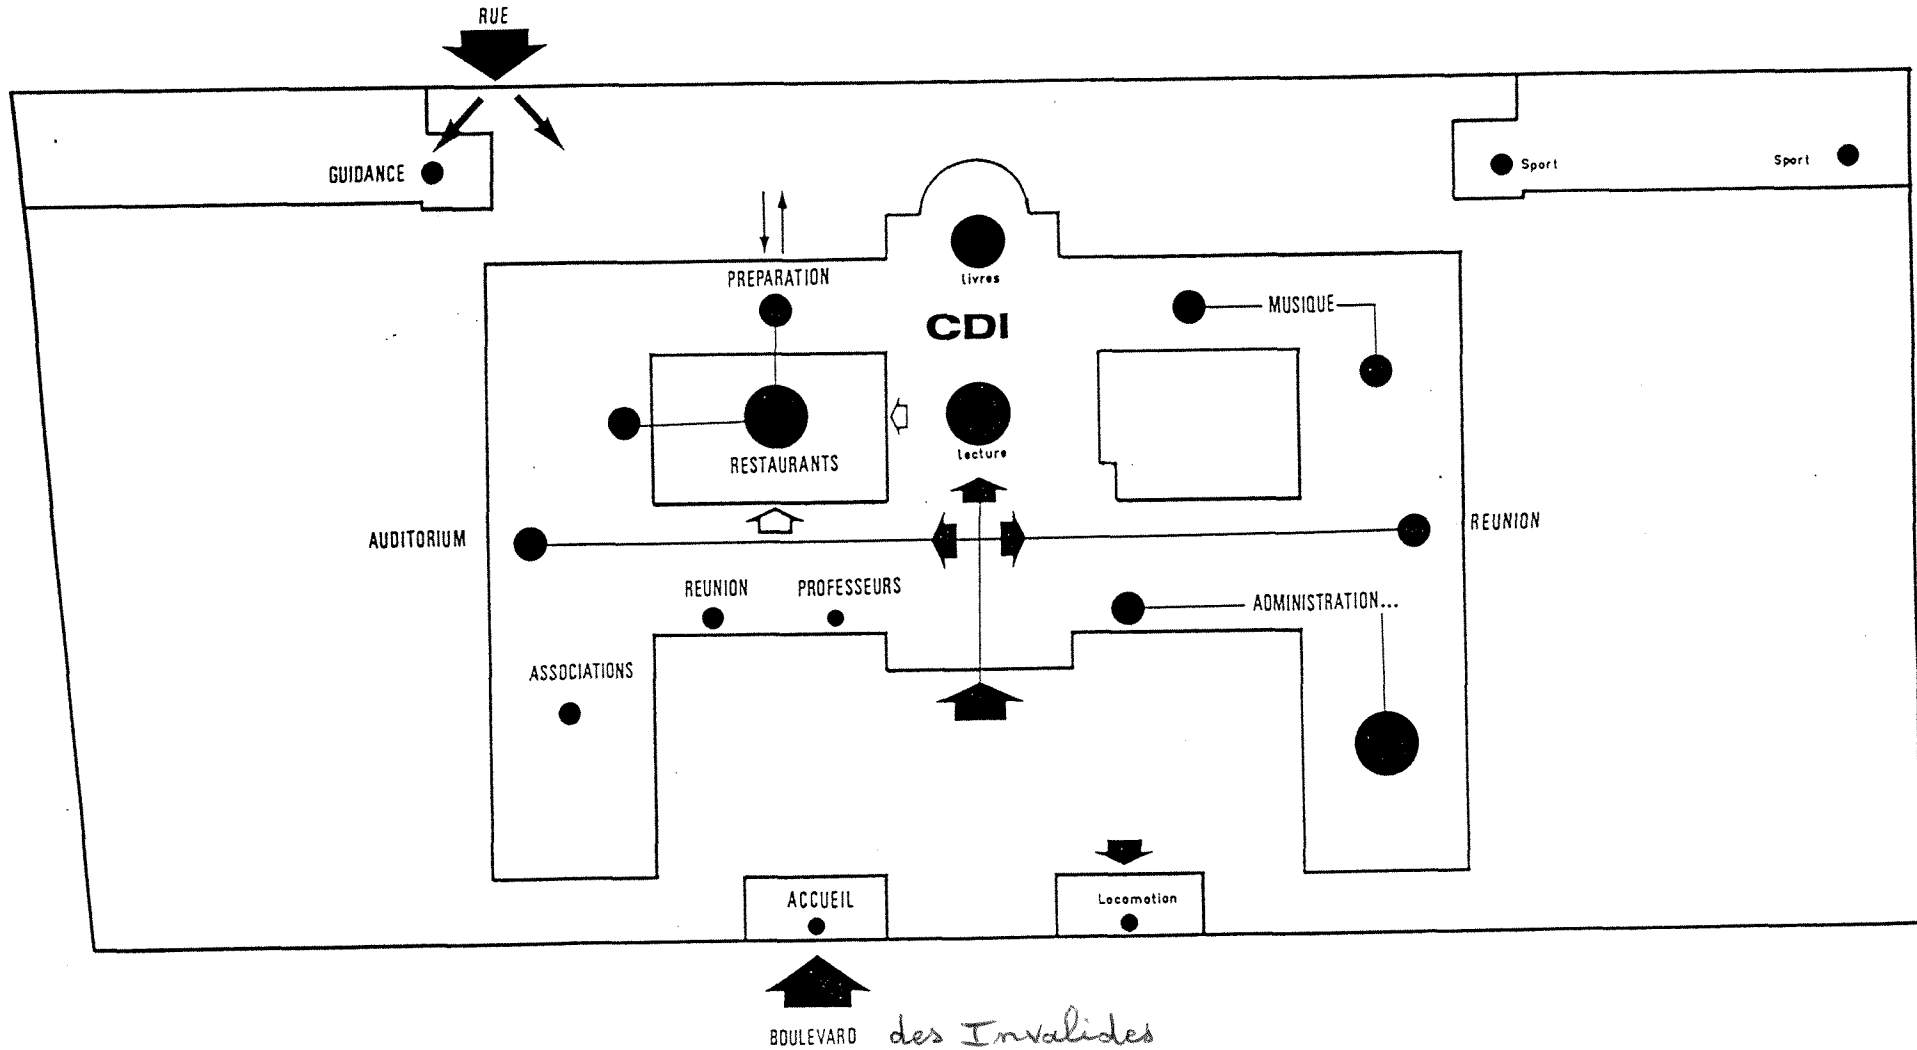 RUE
GUIDANCE
Sport
Sport
PREPARATION
livres
CDI
MUSIQUE
RESTAURANTS
lecture
AUDITORIUM
REUNION
REUNION
PROFESSEURS
ADMINISTRATION...
ASSOCIATIONS
ACCUEIL
Locomotion
BOULEVARD des Invalides